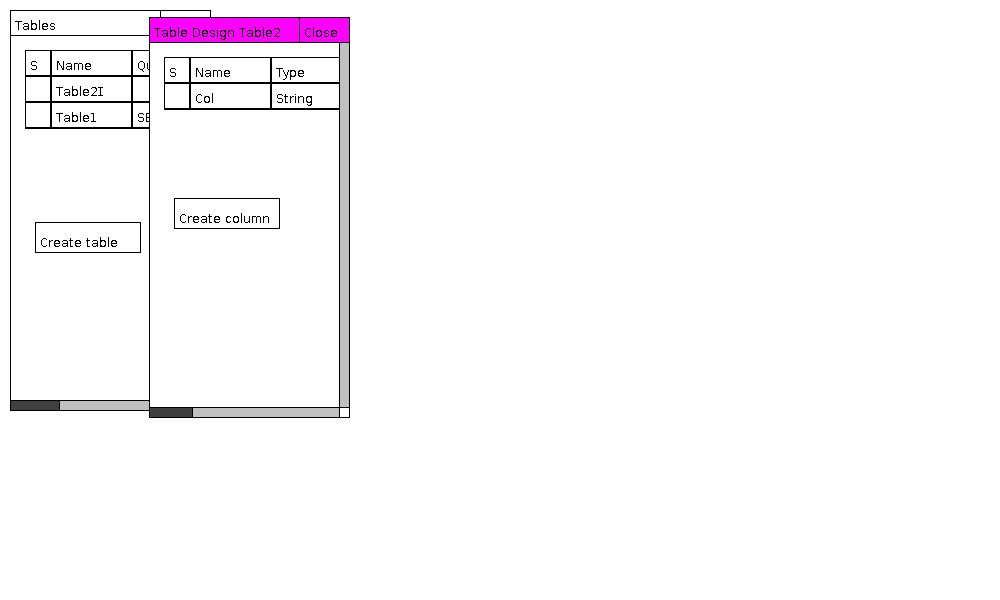 Tables
S Name Qu
Table2I
Table1 SE
Create table
Table Design Table2 Close
S Name Type
Col String
Create column